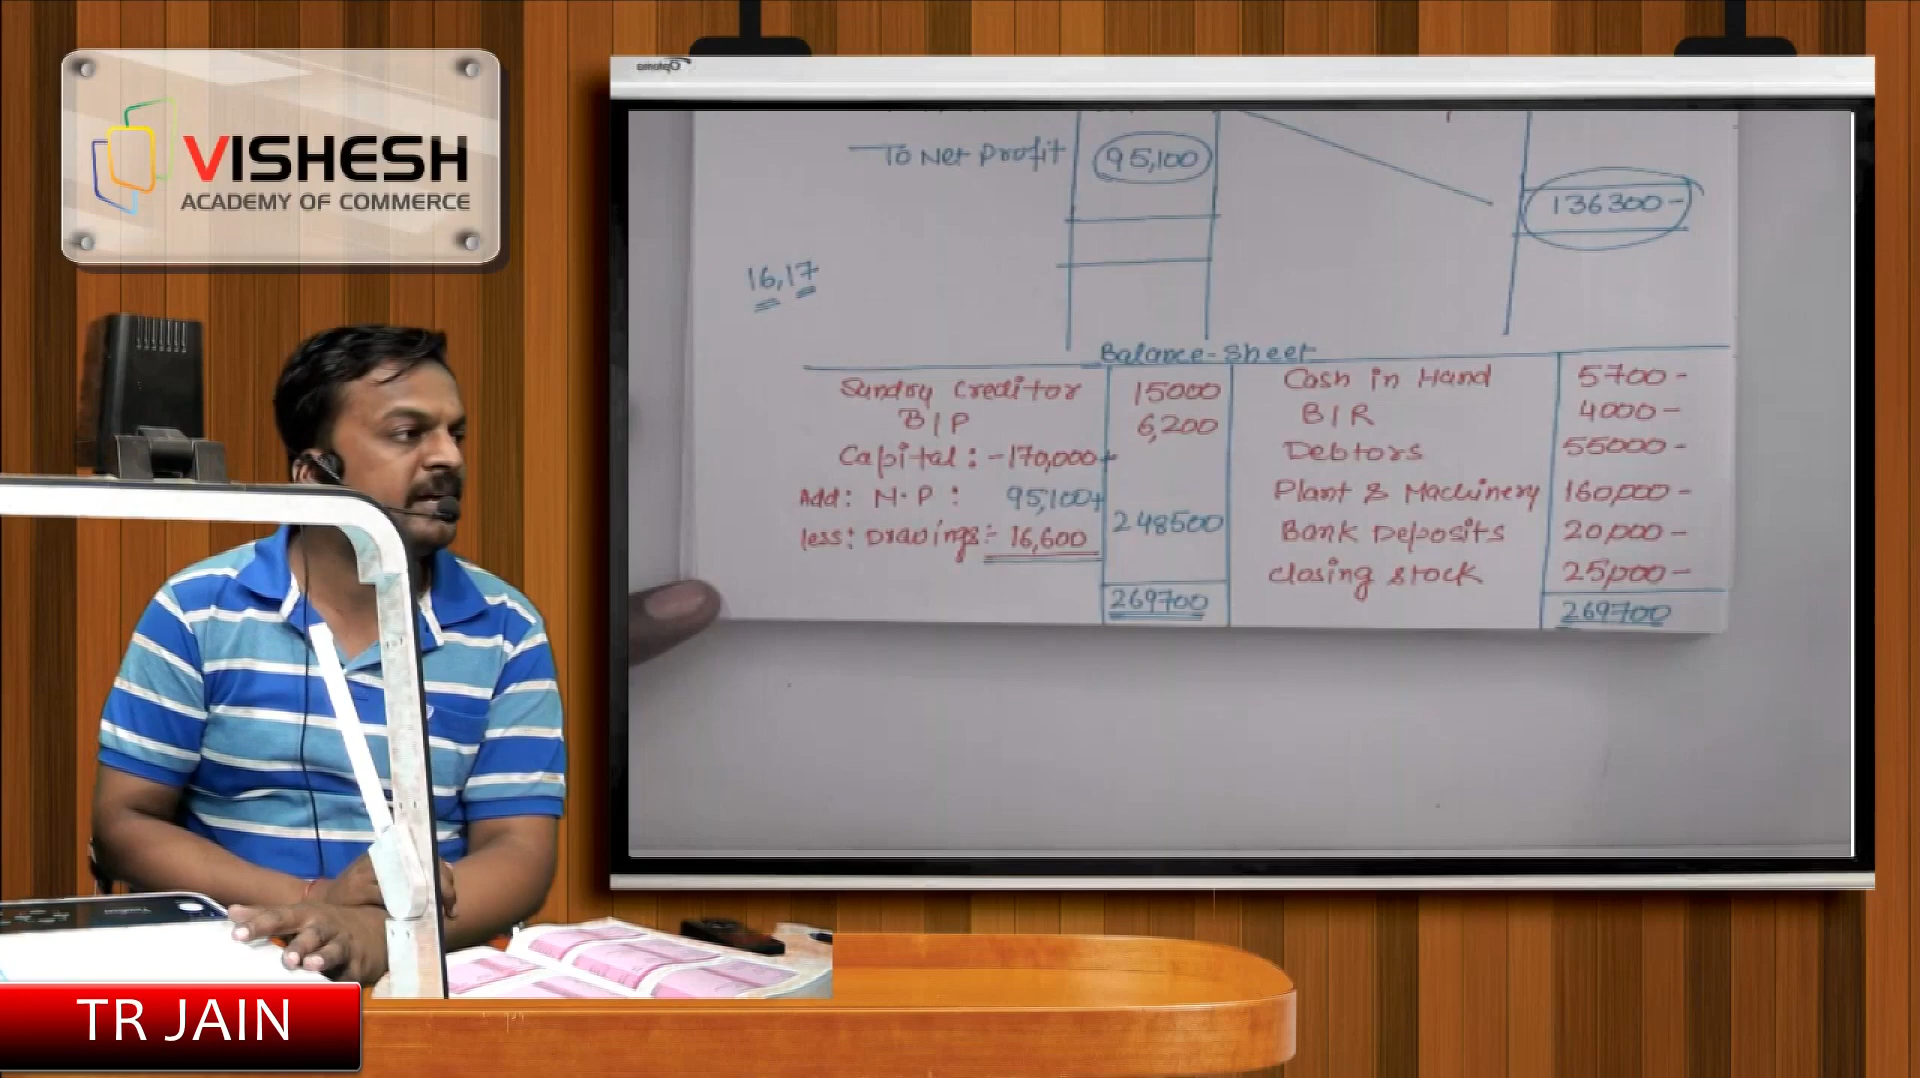 VISHESH
ACADEMY OF COMMERCE
Optoma
To Net Profit 95,100
136300-
16,17
Balance-Sheet
Sundry Creditor 15000 Cash in Hand 5700-
B/P 6,200 B/R 4000-
Capital:- 170,000+ Debtors 55000-
Add: N.P: 95,100+ Plant & Machinery 160,000-
less: Drawings:- 16,600 248500 Bank Deposits 20,000-
closing stock 25,000-
269700 269700
TR JAIN